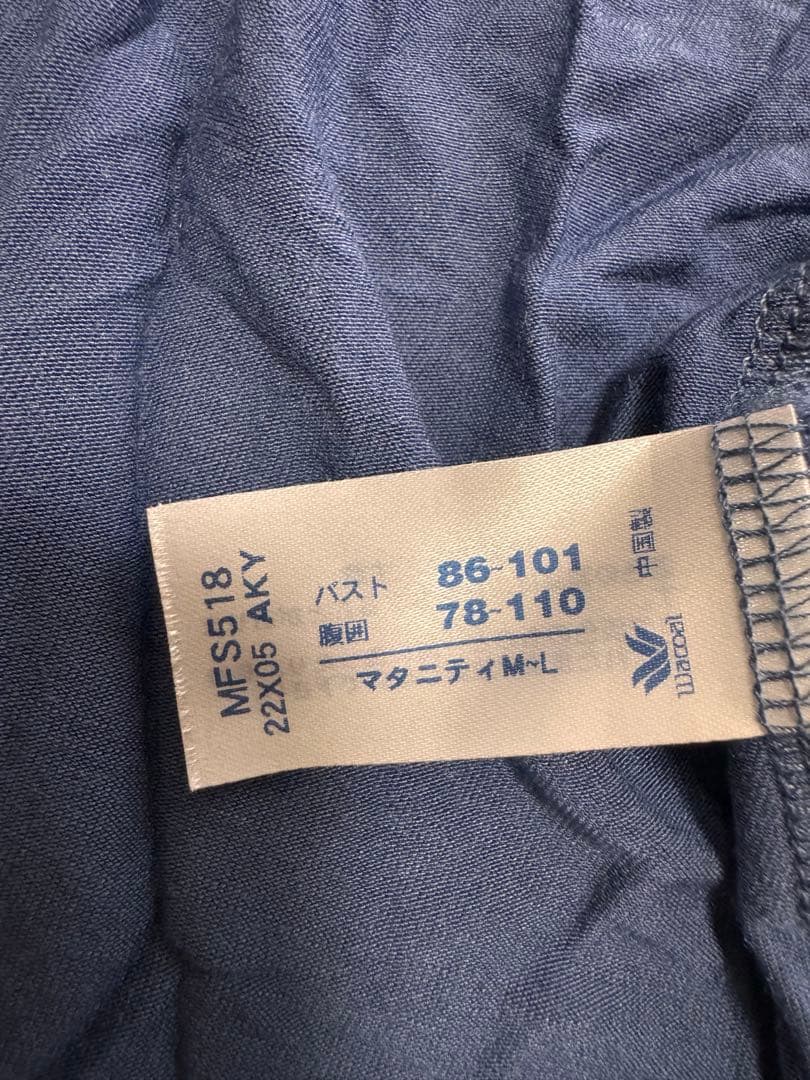 バスト 86~101
腹囲 78~110
マタニティM~L
Wacoal
中国製
MFS518
22X05 AKY